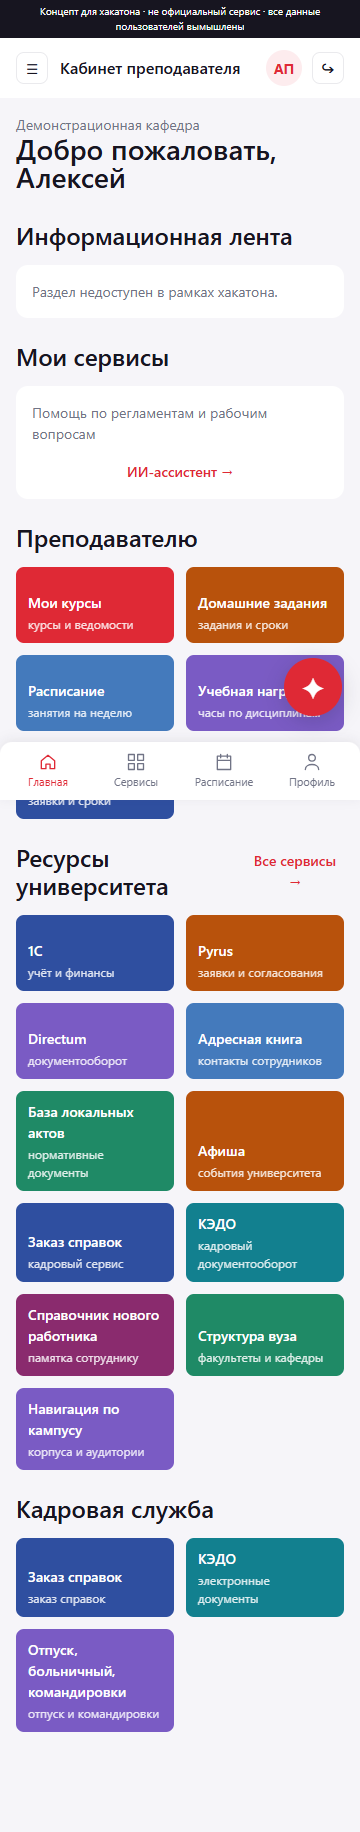 Концепт для хакатона · не официальный сервис · все данные
пользователей вымышлены
☰ Кабинет преподавателя АП
Демонстрационная кафедра
Добро пожаловать,
Алексей
Информационная лента
Раздел недоступен в рамках хакатона.
Мои сервисы
Помощь по регламентам и рабочим
вопросам
ИИ-ассистент →
Преподавателю
Мои курсы
курсы и ведомости
Домашние задания
задания и сроки
Расписание
занятия на неделю
Учебная
часы по
Главная
Сервисы
Расписание
Профиль
заявки и сроки
Ресурсы
университета
Все сервисы
→
1С
учёт и финансы
Pyrus
заявки и согласования
Directum
документооборот
Адресная книга
контакты сотрудников
База локальных
актов
нормативные
документы
Афиша
события университета
Заказ справок
кадровый сервис
КЭДО
кадровый
документооборот
Справочник нового
работника
памятка сотруднику
Структура вуза
факультеты и кафедры
Навигация по
кампусу
корпуса и аудитории
Кадровая служба
Заказ справок
заказ справок
КЭДО
электронные
документы
Отпуск,
больничный,
командировки
отпуск и командировки